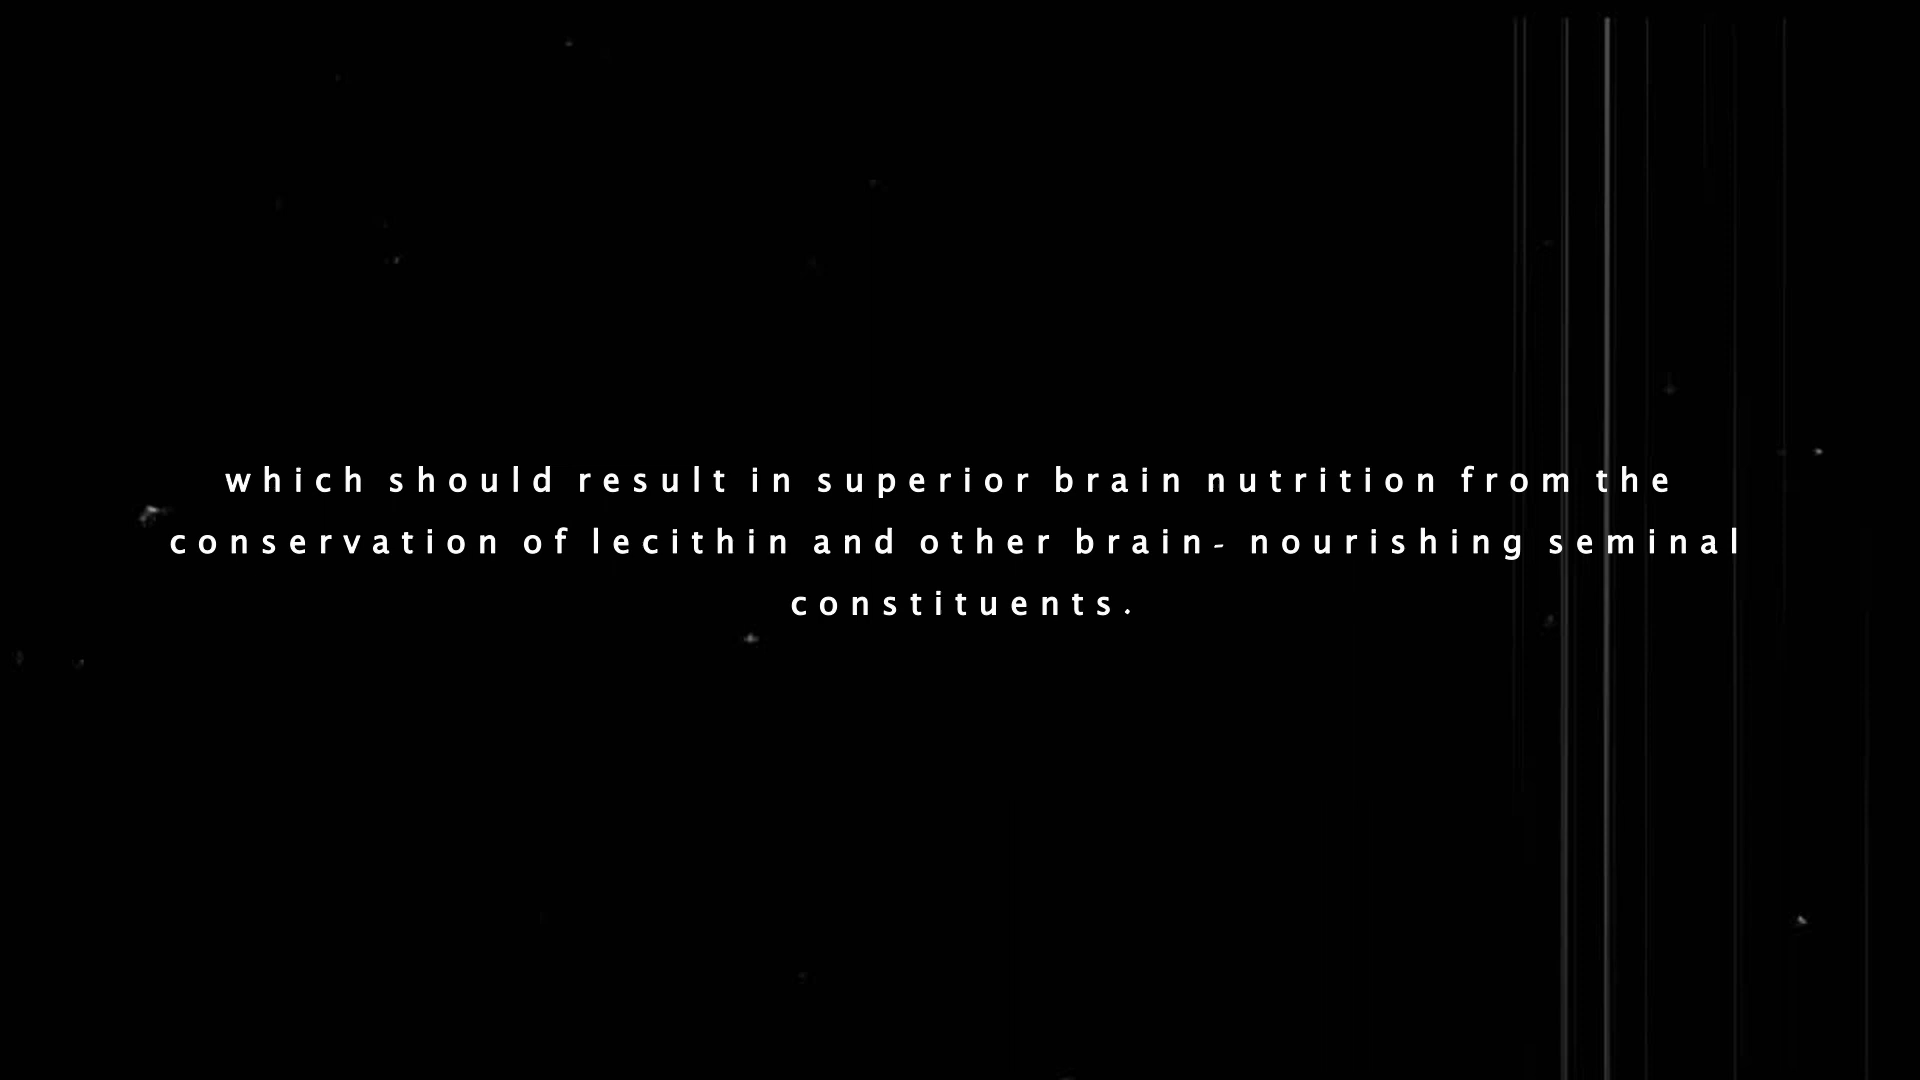 which should result in superior brain nutrition from the
conservation of lecithin and other brain- nourishing seminal
constituents.